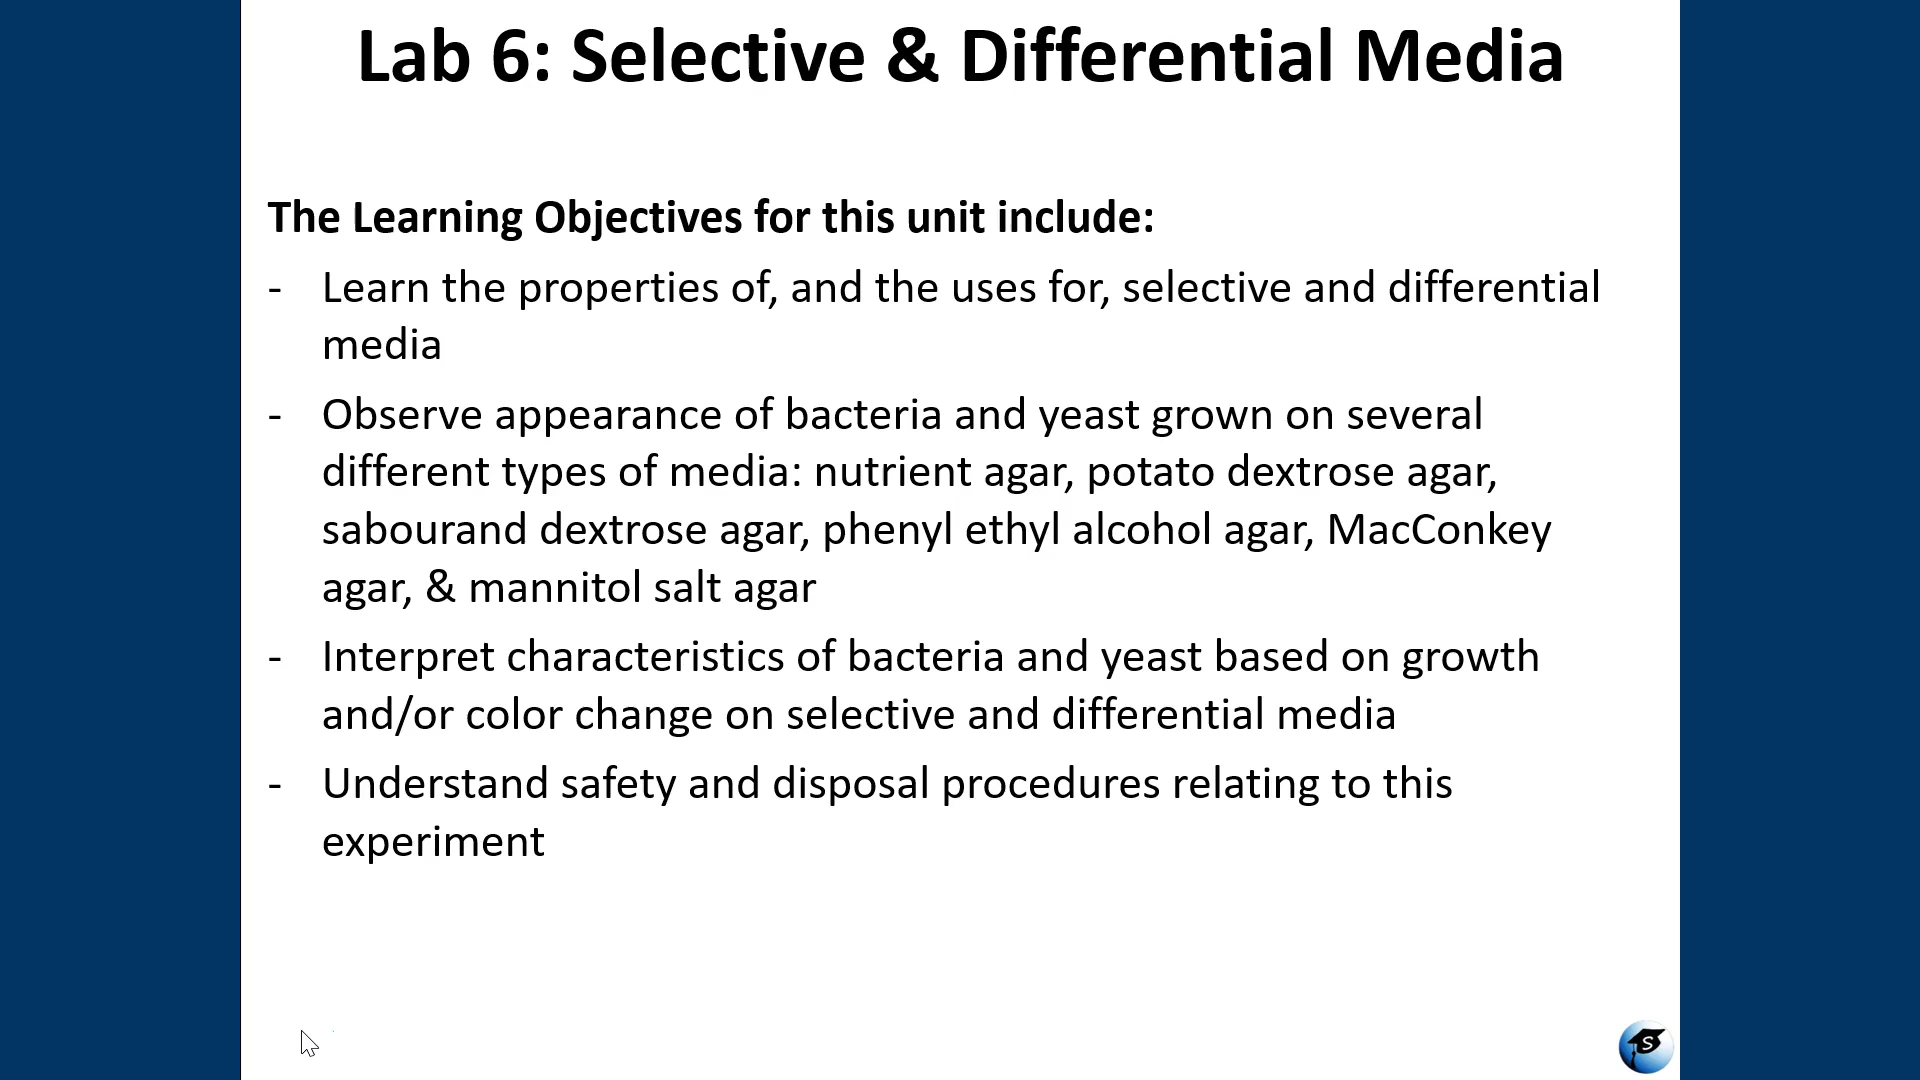 Lab 6: Selective & Differential Media
The Learning Objectives for this unit include:
- Learn the properties of, and the uses for, selective and differential
media
- Observe appearance of bacteria and yeast grown on several
different types of media: nutrient agar, potato dextrose agar,
sabourand dextrose agar, phenyl ethyl alcohol agar, MacConkey
agar, & mannitol salt agar
- Interpret characteristics of bacteria and yeast based on growth
and/or color change on selective and differential media
- Understand safety and disposal procedures relating to this
experiment
S